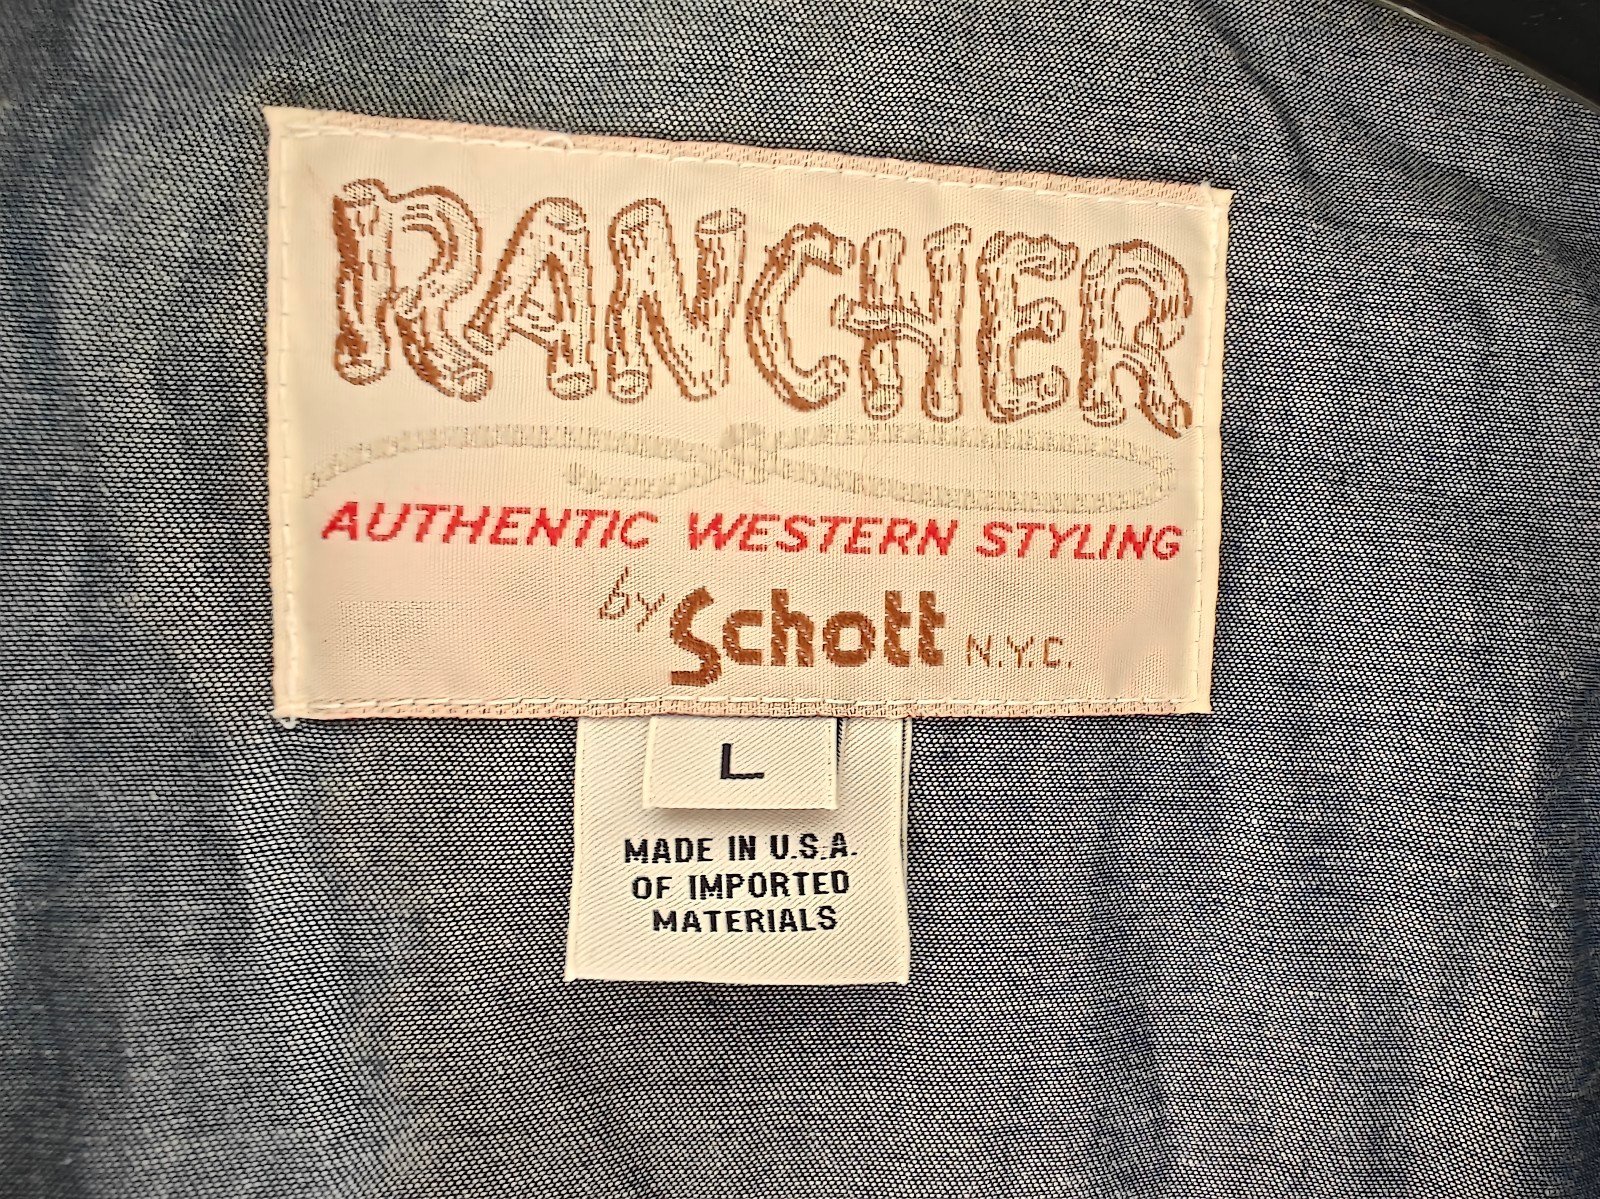 RANCHER
AUTHENTIC WESTERN STYLING
by Schott N.Y.C.
L
MADE IN U.S.A.
OF IMPORTED
MATERIALS